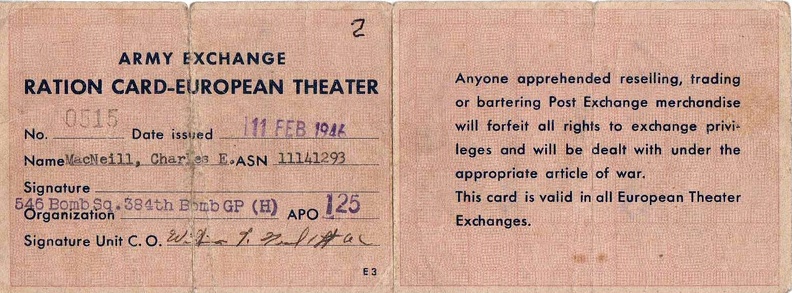 2
ARMY EXCHANGE
RATION CARD-EUROPEAN THEATER
No. 0515 Date issued 11 FEB 1946
Name MacNeill, Charles E. ASN 11141293
Signature
546 Bomb Sq. 384th Bomb GP (H)
Organization APO 125
Signature Unit C. O.
E3
Anyone apprehended reselling, trading
or bartering Post Exchange merchandise
will forfeit all rights to exchange privi-
leges and will be dealt with under the
appropriate article of war.
This card is valid in all European Theater
Exchanges.